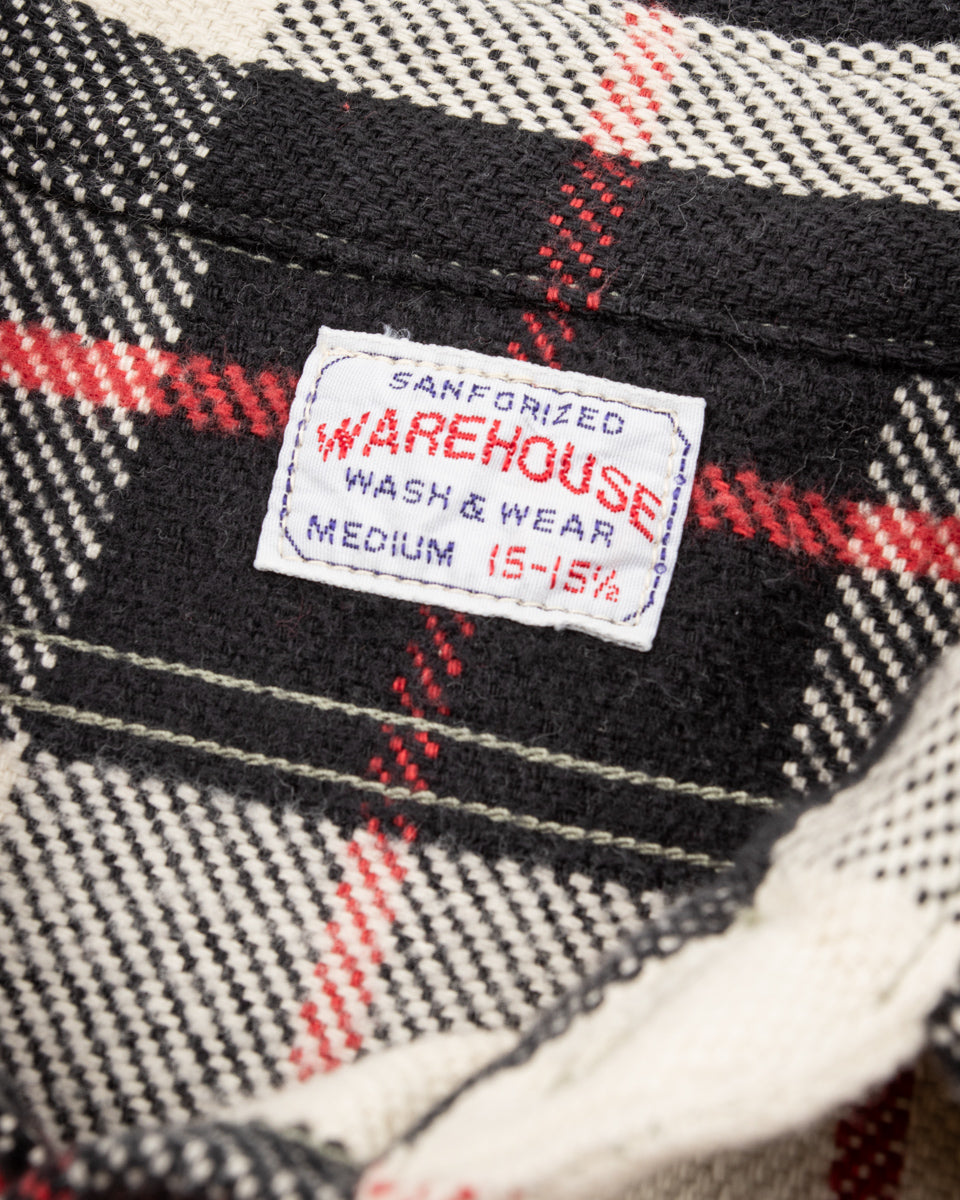 SANFORIZED
WAREHOUSE
WASH & WEAR
MEDIUM 15-15½